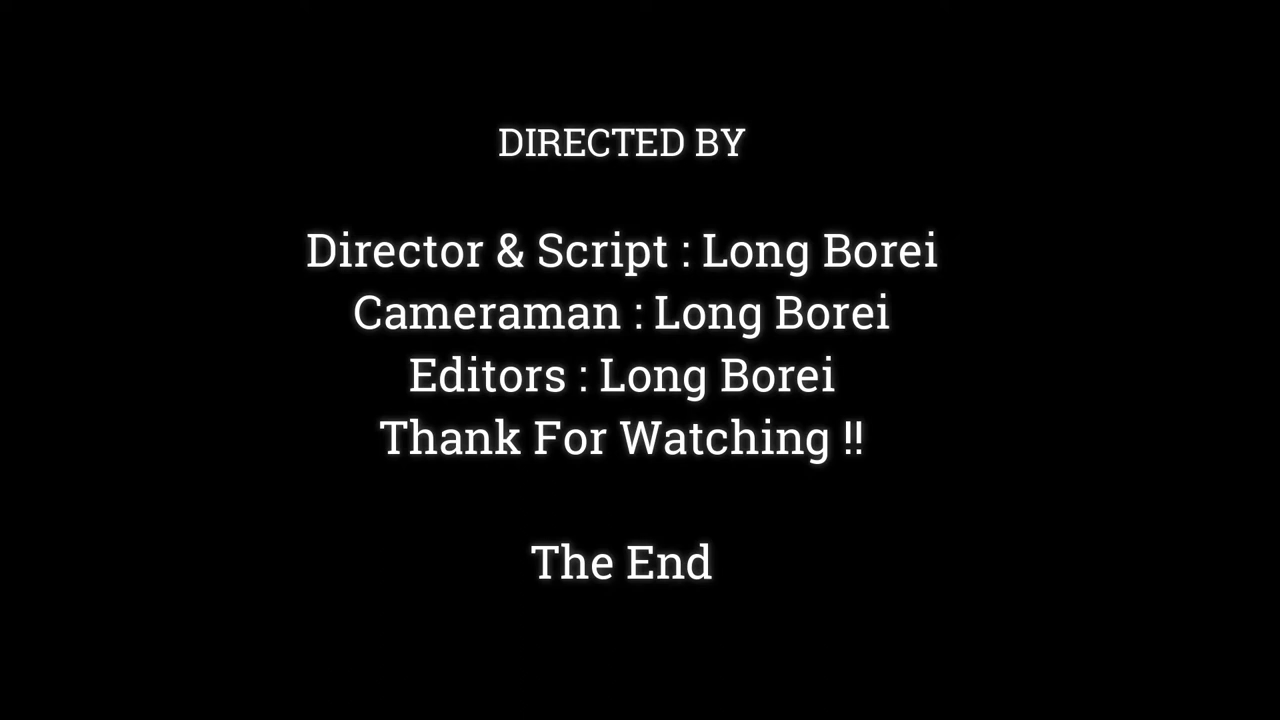 DIRECTED BY
Director & Script : Long Borei
Cameraman : Long Borei
Editors : Long Borei
Thank For Watching !!
The End